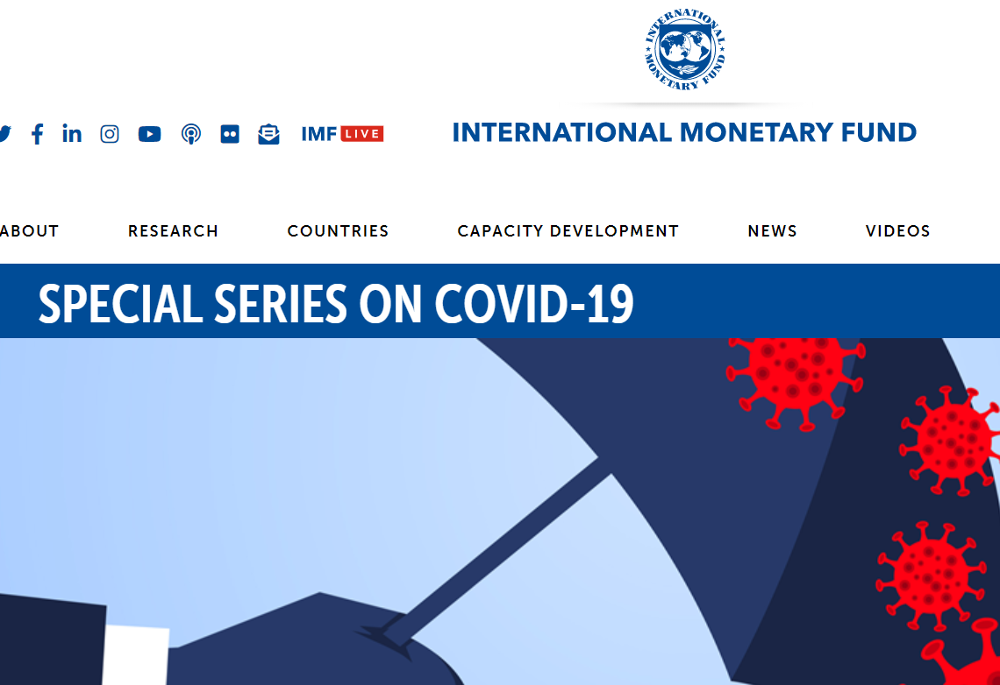 INTERNATIONAL
MONETARY FUND
IMF LIVE
INTERNATIONAL MONETARY FUND
ABOUT
RESEARCH
COUNTRIES
CAPACITY DEVELOPMENT
NEWS
VIDEOS
SPECIAL SERIES ON COVID-19